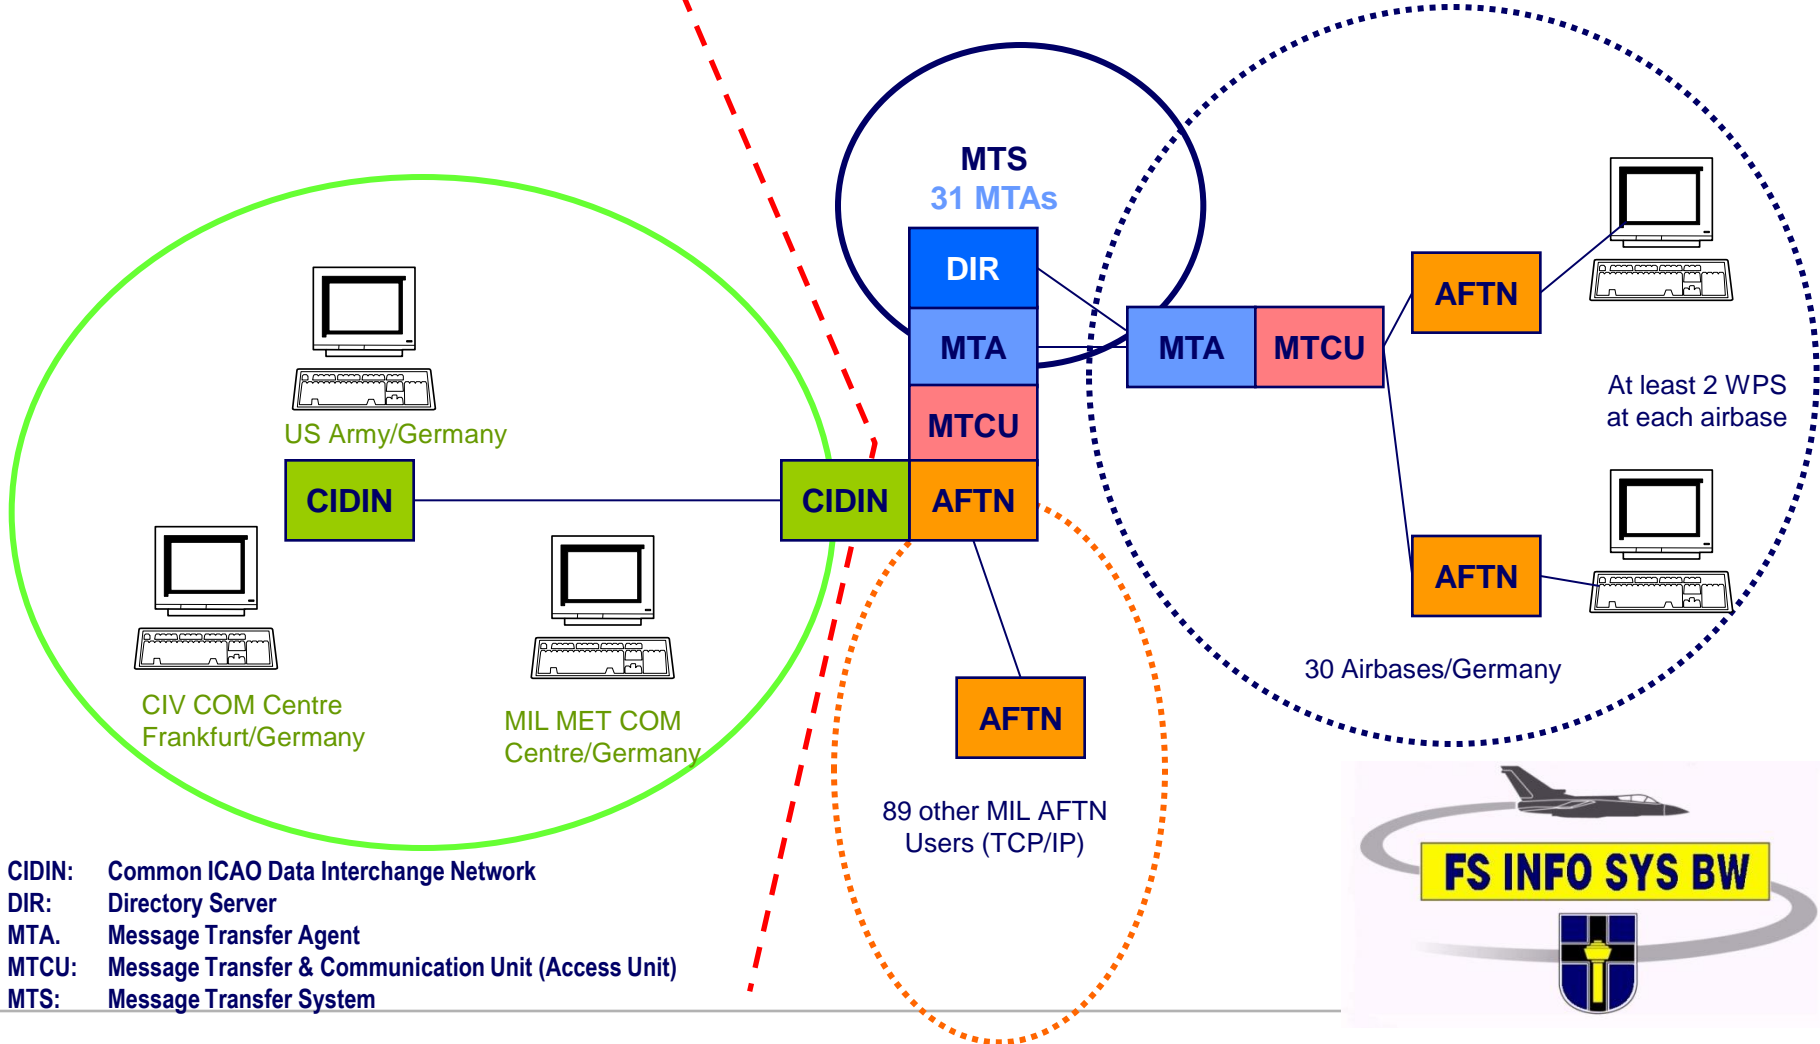 MTS
31 MTAs
DIR
MTA
MTCU
CIDIN
AFTN
MTA
MTCU
AFTN
At least 2 WPS
at each airbase
AFTN
30 Airbases/Germany
US Army/Germany
CIDIN
CIV COM Centre
Frankfurt/Germany
MIL MET COM
Centre/Germany
AFTN
89 other MIL AFTN
Users (TCP/IP)
CIDIN: Common ICAO Data Interchange Network
DIR: Directory Server
MTA. Message Transfer Agent
MTCU: Message Transfer & Communication Unit (Access Unit)
MTS: Message Transfer System
FS INFO SYS BW